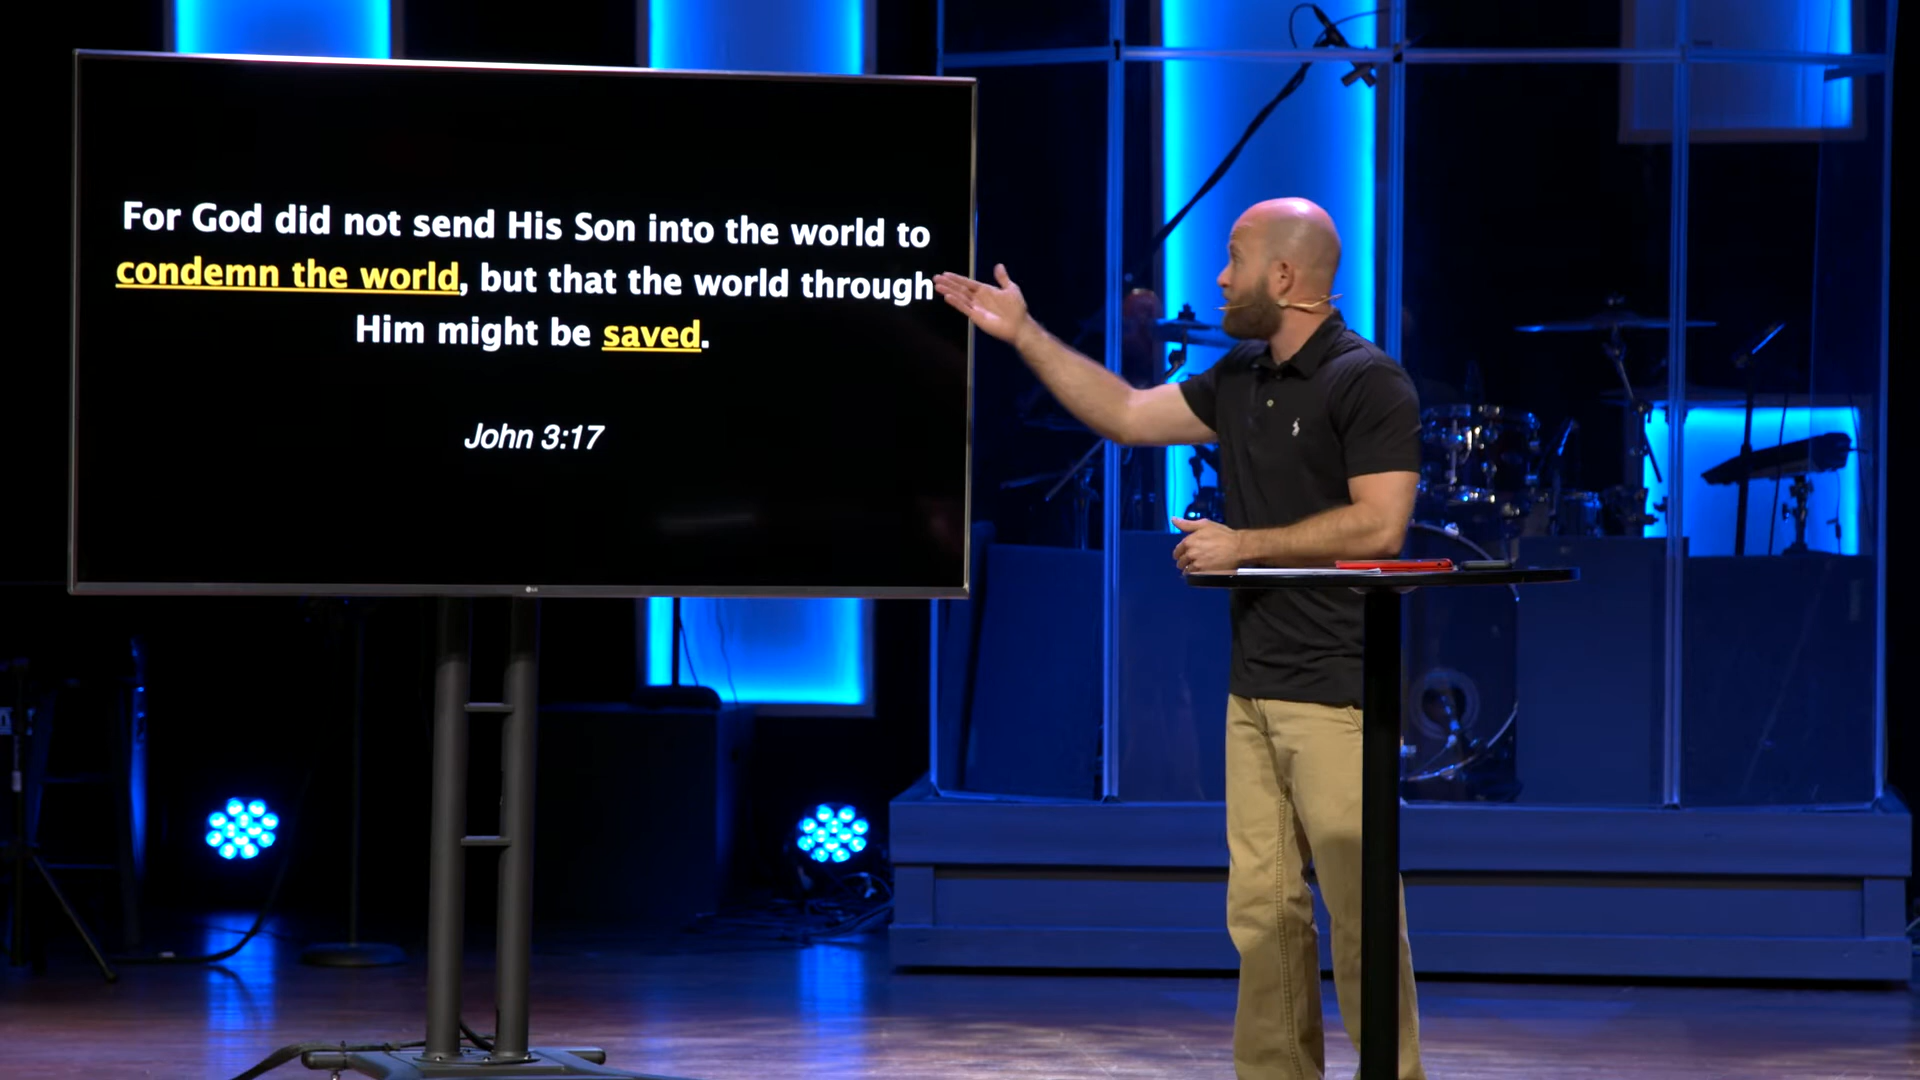 For God did not send His Son into the world to
condemn the world, but that the world through
Him might be saved.
John 3:17
LG